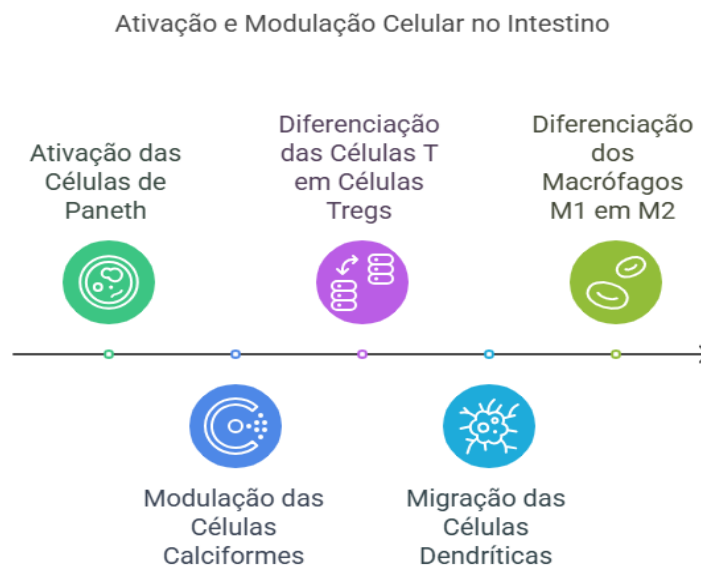 Ativação e Modulação Celular no Intestino
Ativação das
Células de
Paneth
Diferenciação
das Células T
em Células
Tregs
Diferenciação
dos
Macrófagos
M1 em M2
Modulação das
Células
Calciformes
Migração das
Células
Dendríticas